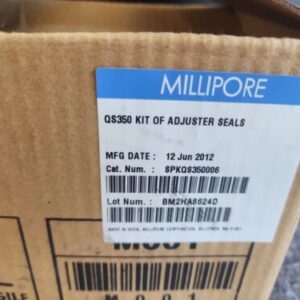 MILLIPORE
QS350 KIT OF ADJUSTER SEALS
MFG DATE : 12 Jun 2012
Cat. Num. : SPKQS350006
Lot Num. : BM2HA8624D